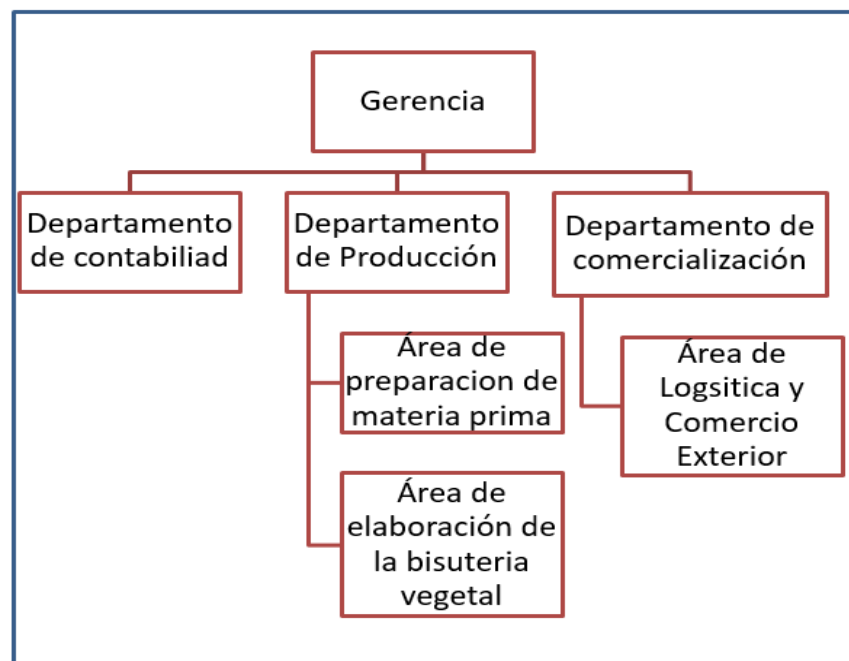 Gerencia
Departamento
de contabiliad
Departamento
de Producción
Departamento de
comercialización
Área de
preparacion de
materia prima
Área de
elaboración de
la bisuteria
vegetal
Área de
Logsitica y
Comercio
Exterior